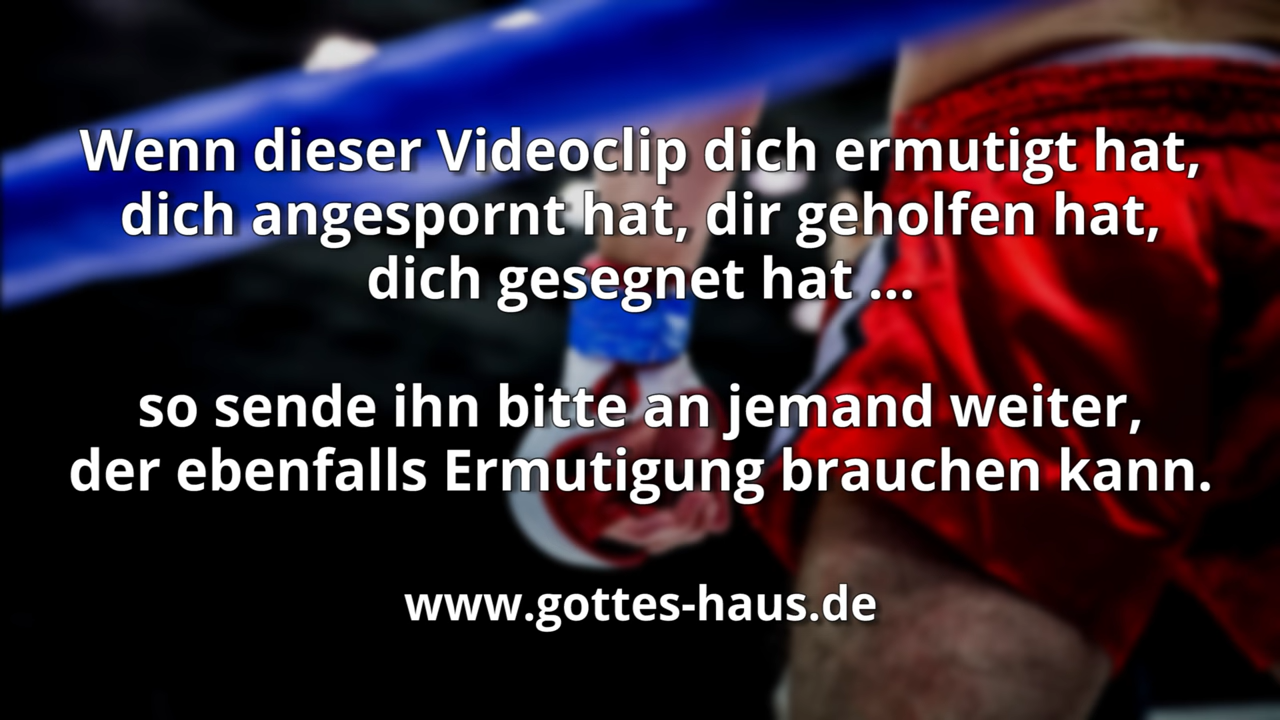 Wenn dieser Videoclip dich ermutigt hat,
dich angespornt hat, dir geholfen hat,
dich gesegnet hat ...
so sende ihn bitte an jemand weiter,
der ebenfalls Ermutigung brauchen kann.
www.gottes-haus.de